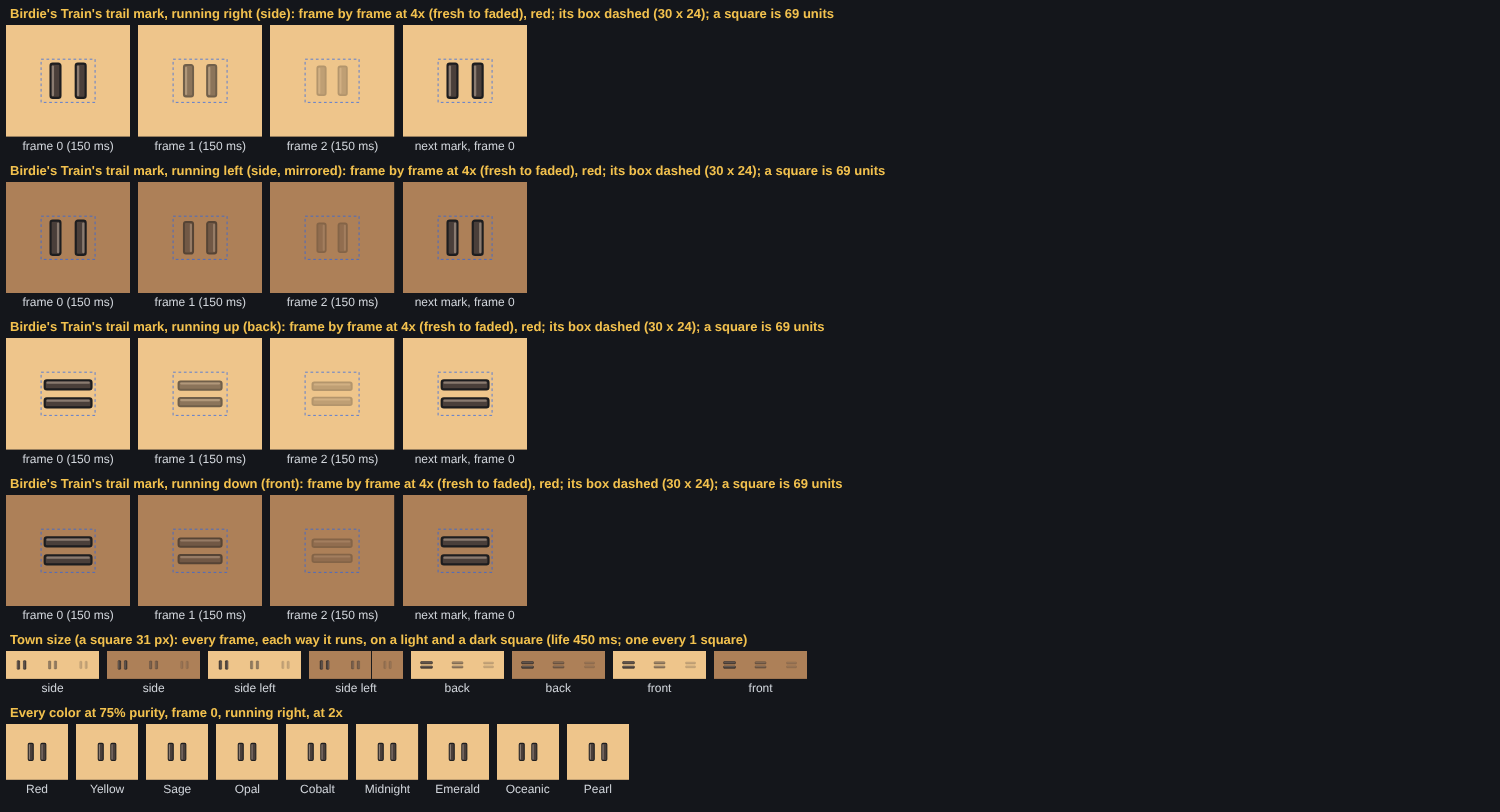 Birdie's Train's trail mark, running right (side): frame by frame at 4x (fresh to faded), red; its box dashed (30 x 24); a square is 69 units
frame 0 (150 ms) frame 1 (150 ms) frame 2 (150 ms) next mark, frame 0
Birdie's Train's trail mark, running left (side, mirrored): frame by frame at 4x (fresh to faded), red; its box dashed (30 x 24); a square is 69 units
frame 0 (150 ms) frame 1 (150 ms) frame 2 (150 ms) next mark, frame 0
Birdie's Train's trail mark, running up (back): frame by frame at 4x (fresh to faded), red; its box dashed (30 x 24); a square is 69 units
frame 0 (150 ms) frame 1 (150 ms) frame 2 (150 ms) next mark, frame 0
Birdie's Train's trail mark, running down (front): frame by frame at 4x (fresh to faded), red; its box dashed (30 x 24); a square is 69 units
frame 0 (150 ms) frame 1 (150 ms) frame 2 (150 ms) next mark, frame 0
Town size (a square 31 px): every frame, each way it runs, on a light and a dark square (life 450 ms; one every 1 square)
side side side left side left back back front front
Every color at 75% purity, frame 0, running right, at 2x
Red Yellow Sage Opal Cobalt Midnight Emerald Oceanic Pearl